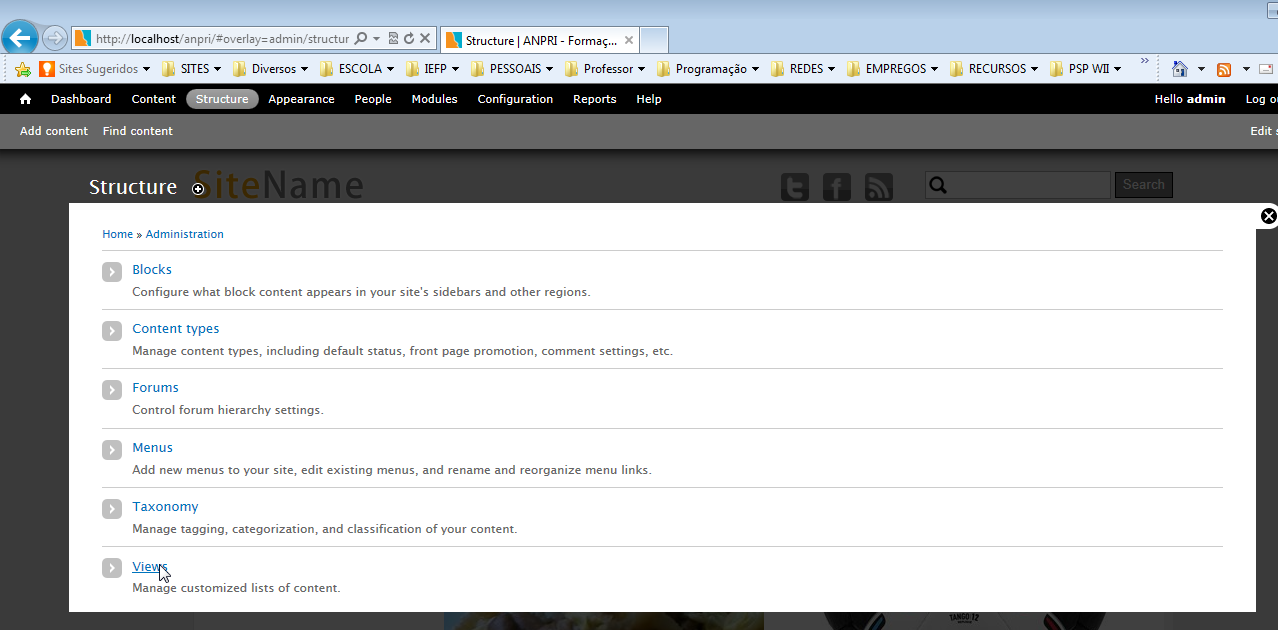 http://localhost/anpri/#overlay=admin/structur
Structure | ANPRI - Formaç...
Sites Sugeridos SITES Diversos ESCOLA IEFP PESSOAIS Professor Programação REDES EMPREGOS RECURSOS PSP WII »
Dashboard Content Structure Appearance People Modules Configuration Reports Help Hello admin Log o
Add content Find content Edit s
Structure
SiteName
Search
Home » Administration
Blocks
Configure what block content appears in your site's sidebars and other regions.
Content types
Manage content types, including default status, front page promotion, comment settings, etc.
Forums
Control forum hierarchy settings.
Menus
Add new menus to your site, edit existing menus, and rename and reorganize menu links.
Taxonomy
Manage tagging, categorization, and classification of your content.
Views
Manage customized lists of content.
TANGO 12